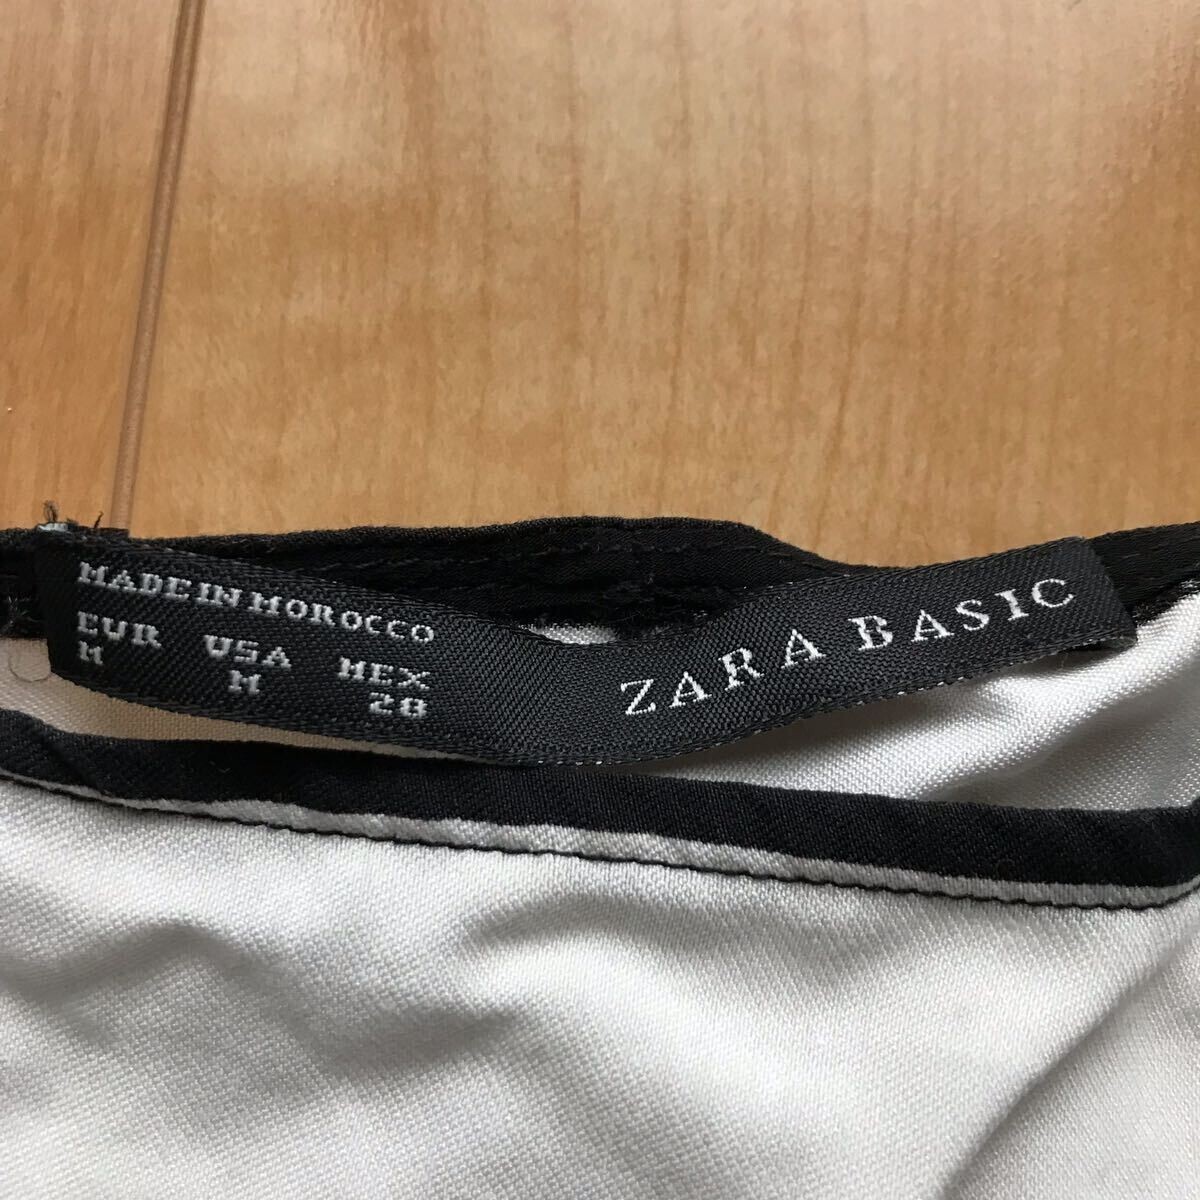 MADE IN MOROCCO
EUR USA MEX
M M 28
ZARA BASIC